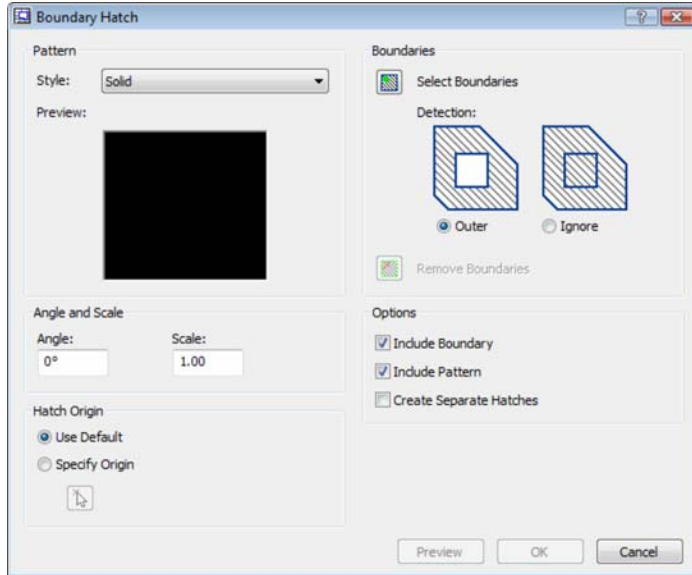 Boundary Hatch
Pattern
Style: Solid
Preview:
Angle and Scale
Angle: Scale:
0° 1.00
Hatch Origin
Use Default
Specify Origin
Boundaries
Select Boundaries
Detection:
Outer Ignore
Remove Boundaries
Options
Include Boundary
Include Pattern
Create Separate Hatches
Preview OK Cancel